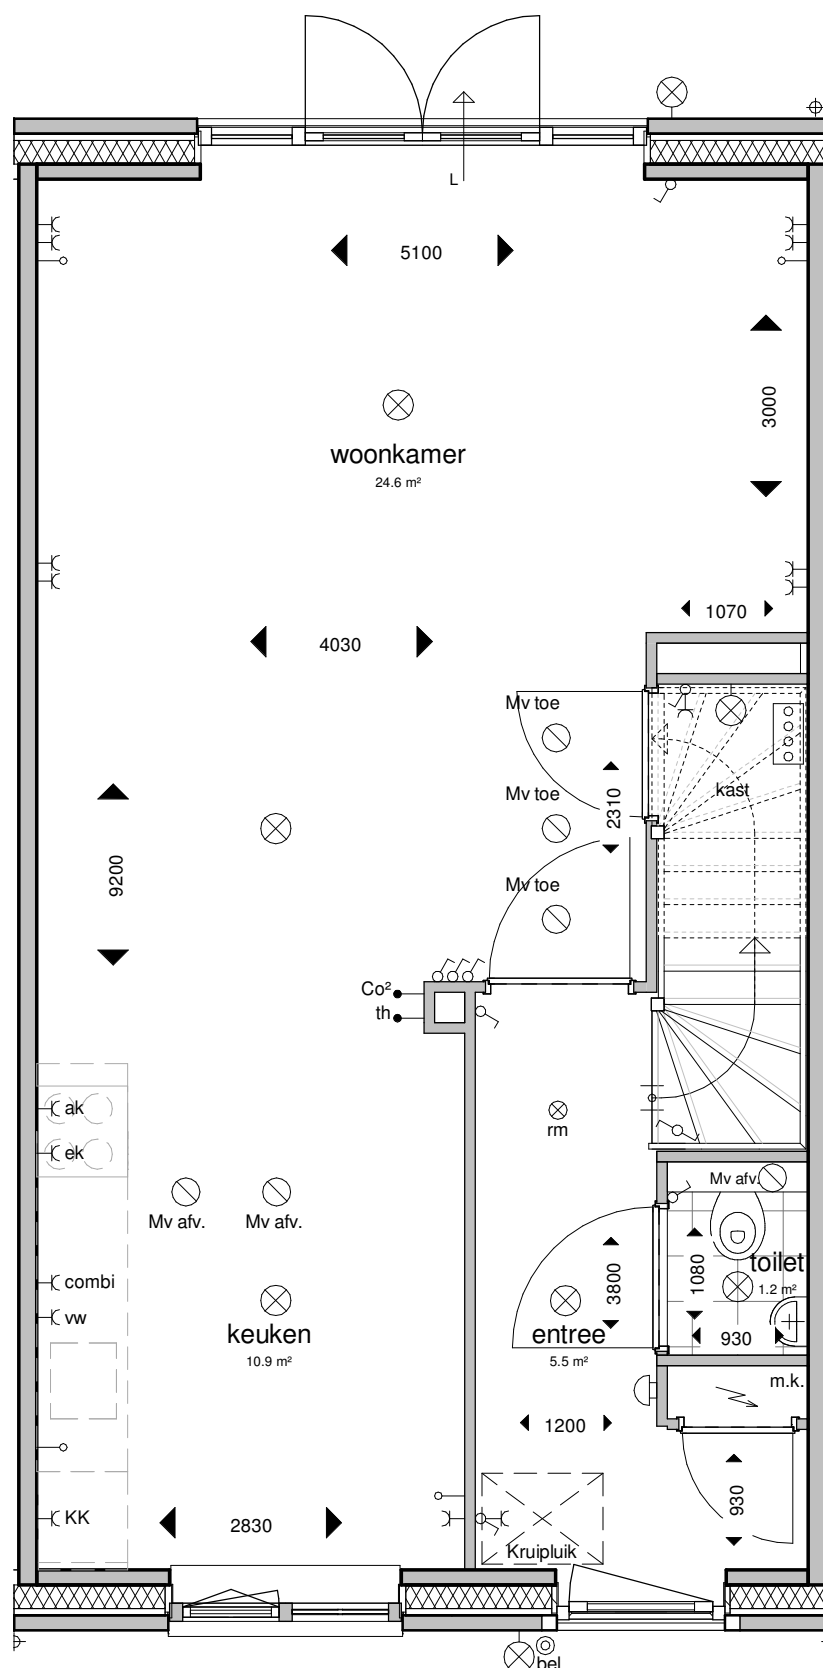 L
5100
3000
woonkamer
24.6 m²
1070
4030
Mv toe
kast
Mv toe
2310
9200
Mv toe
Co²
th
ak
rm
ek
Mv afv.
Mv afv.
Mv afv.
toilet
1.2 m²
1080
3800
combi
vw
keuken
10.9 m²
entree
5.5 m²
930
m.k.
1200
930
KK
2830
Kruipluik
bel